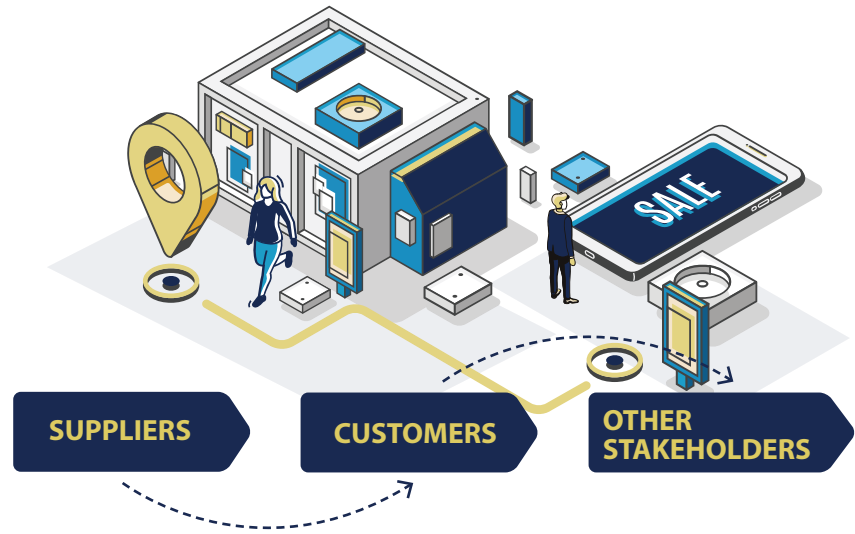 SALE
SUPPLIERS
CUSTOMERS
OTHER
STAKEHOLDERS